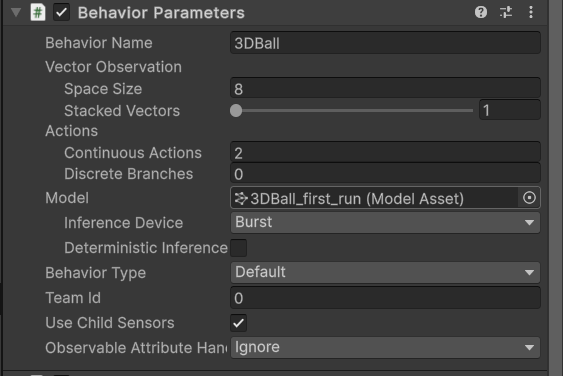 Behavior Parameters
Behavior Name 3DBall
Vector Observation
Space Size 8
Stacked Vectors 1
Actions
Continuous Actions 2
Discrete Branches 0
Model 3DBall_first_run (Model Asset)
Inference Device Burst
Deterministic Inference
Behavior Type Default
Team Id 0
Use Child Sensors
Observable Attribute Han Ignore